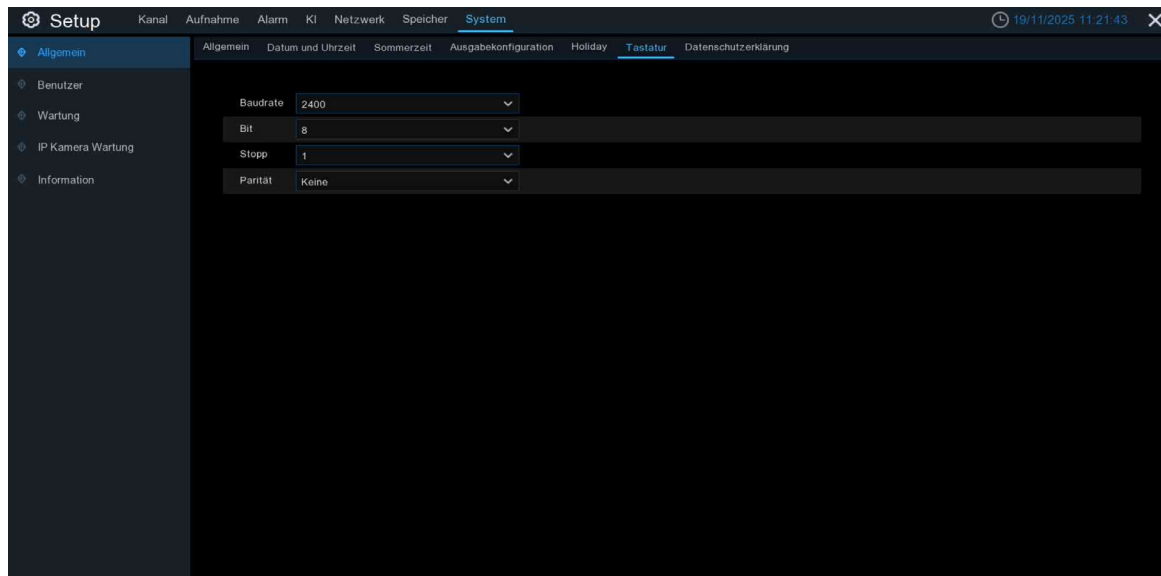 Setup Kanal Aufnahme Alarm KI Netzwerk Speicher System 19/11/2025 11:21:43
Allgemein Datum und Uhrzeit Sommerzeit Ausgabekonfiguration Holiday Tastatur Datenschutzerklärung
Allgemein
Benutzer
Wartung
IP Kamera Wartung
Information
Baudrate 2400
Bit 8
Stopp 1
Parität Keine